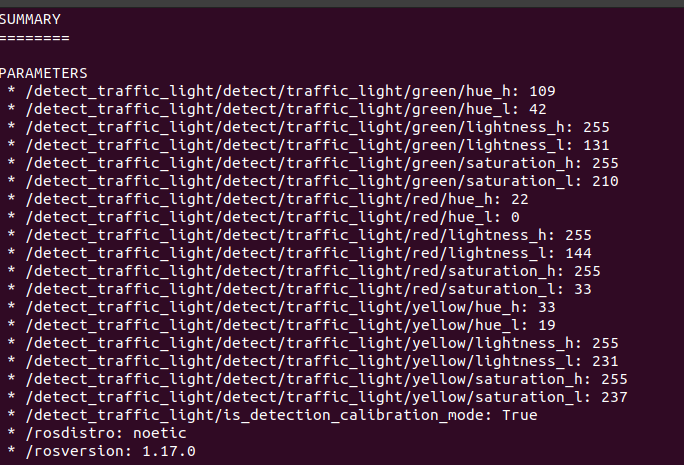 SUMMARY
========
PARAMETERS
* /detect_traffic_light/detect/traffic_light/green/hue_h: 109
* /detect_traffic_light/detect/traffic_light/green/hue_l: 42
* /detect_traffic_light/detect/traffic_light/green/lightness_h: 255
* /detect_traffic_light/detect/traffic_light/green/lightness_l: 131
* /detect_traffic_light/detect/traffic_light/green/saturation_h: 255
* /detect_traffic_light/detect/traffic_light/green/saturation_l: 210
* /detect_traffic_light/detect/traffic_light/red/hue_h: 22
* /detect_traffic_light/detect/traffic_light/red/hue_l: 0
* /detect_traffic_light/detect/traffic_light/red/lightness_h: 255
* /detect_traffic_light/detect/traffic_light/red/lightness_l: 144
* /detect_traffic_light/detect/traffic_light/red/saturation_h: 255
* /detect_traffic_light/detect/traffic_light/red/saturation_l: 33
* /detect_traffic_light/detect/traffic_light/yellow/hue_h: 33
* /detect_traffic_light/detect/traffic_light/yellow/hue_l: 19
* /detect_traffic_light/detect/traffic_light/yellow/lightness_h: 255
* /detect_traffic_light/detect/traffic_light/yellow/lightness_l: 231
* /detect_traffic_light/detect/traffic_light/yellow/saturation_h: 255
* /detect_traffic_light/detect/traffic_light/yellow/saturation_l: 237
* /detect_traffic_light/is_detection_calibration_mode: True
* /rosdistro: noetic
* /rosversion: 1.17.0